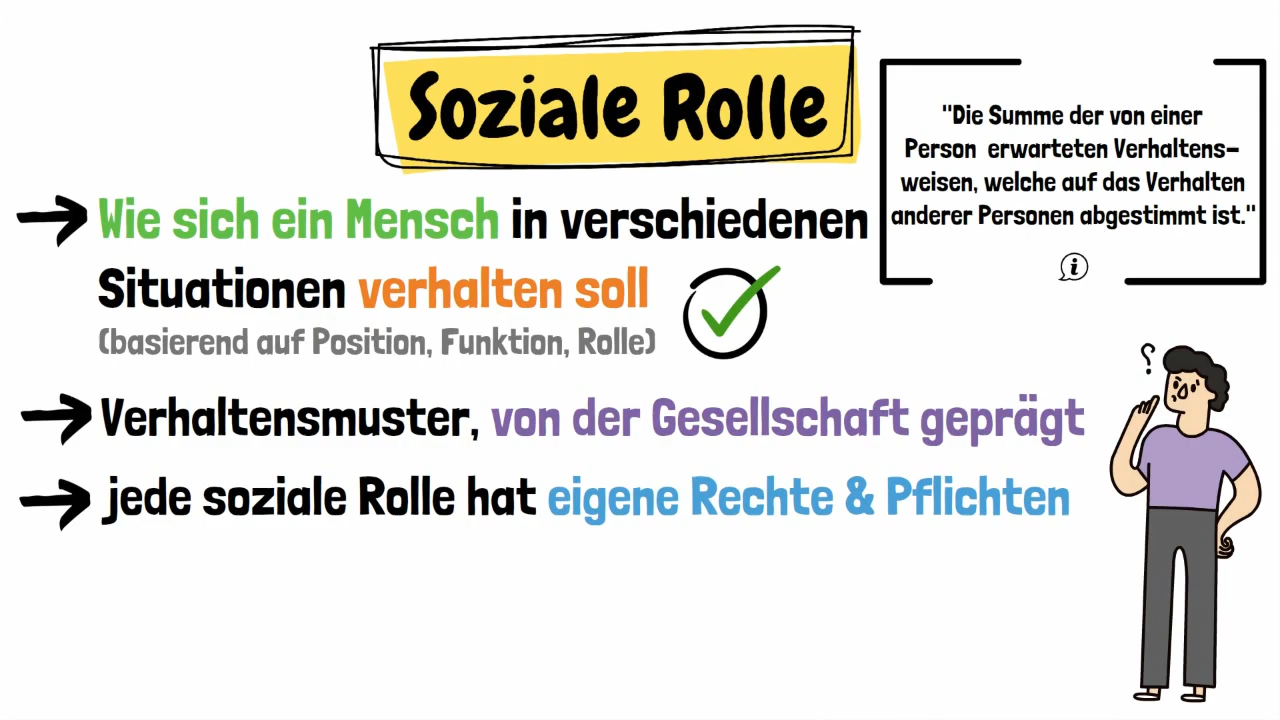 Soziale Rolle
"Die Summe der von einer
Person erwarteten Verhaltens-
weisen, welche auf das Verhalten
anderer Personen abgestimmt ist."
i
→ Wie sich ein Mensch in verschiedenen
Situationen verhalten soll
(basierend auf Position, Funktion, Rolle)
?
→ Verhaltensmuster, von der Gesellschaft geprägt
→ jede soziale Rolle hat eigene Rechte & Pflichten